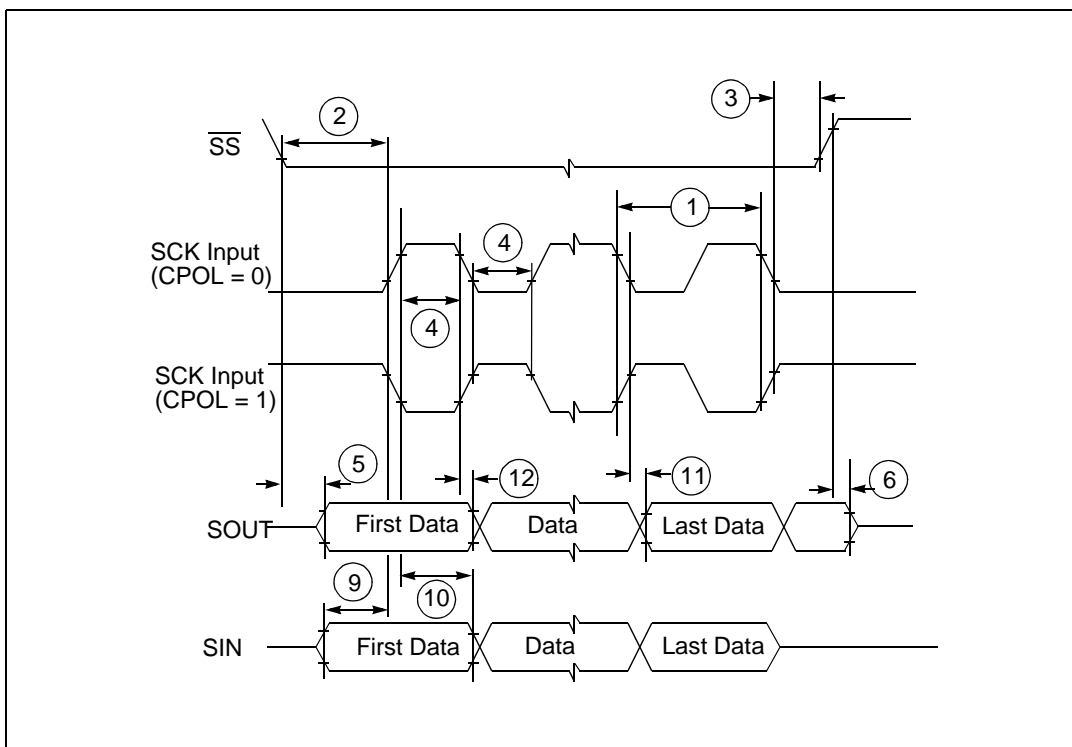 3
2
SS
1
4
SCK Input
(CPOL = 0)
4
SCK Input
(CPOL = 1)
5
12
11
6
SOUT
First Data
Data
Last Data
9
10
SIN
First Data
Data
Last Data